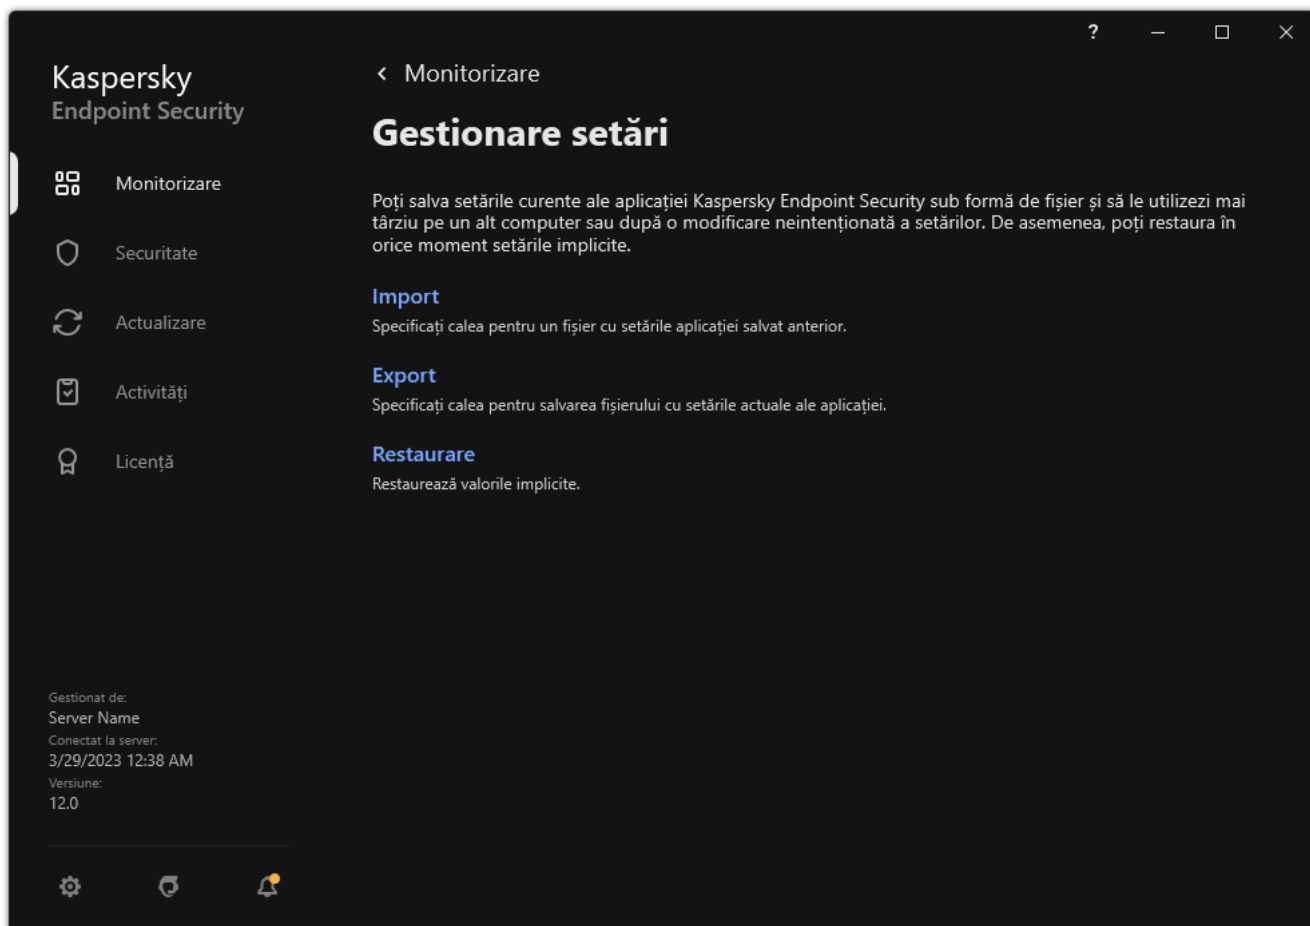 ?
Kaspersky
Endpoint Security
Monitorizare
Securitate
Actualizare
Activități
Licență
Gestionat de:
Server Name
Conectat la server:
3/29/2023 12:38 AM
Versiune:
12.0
Monitorizare
Gestionare setări
Poți salva setările curente ale aplicației Kaspersky Endpoint Security sub formă de fișier și să le utilizezi mai
târziu pe un alt computer sau după o modificare neintenționată a setărilor. De asemenea, poți restaura în
orice moment setările implicite.
Import
Specificați calea pentru un fișier cu setările aplicației salvat anterior.
Export
Specificați calea pentru salvarea fișierului cu setările actuale ale aplicației.
Restaurare
Restaurează valorile implicite.